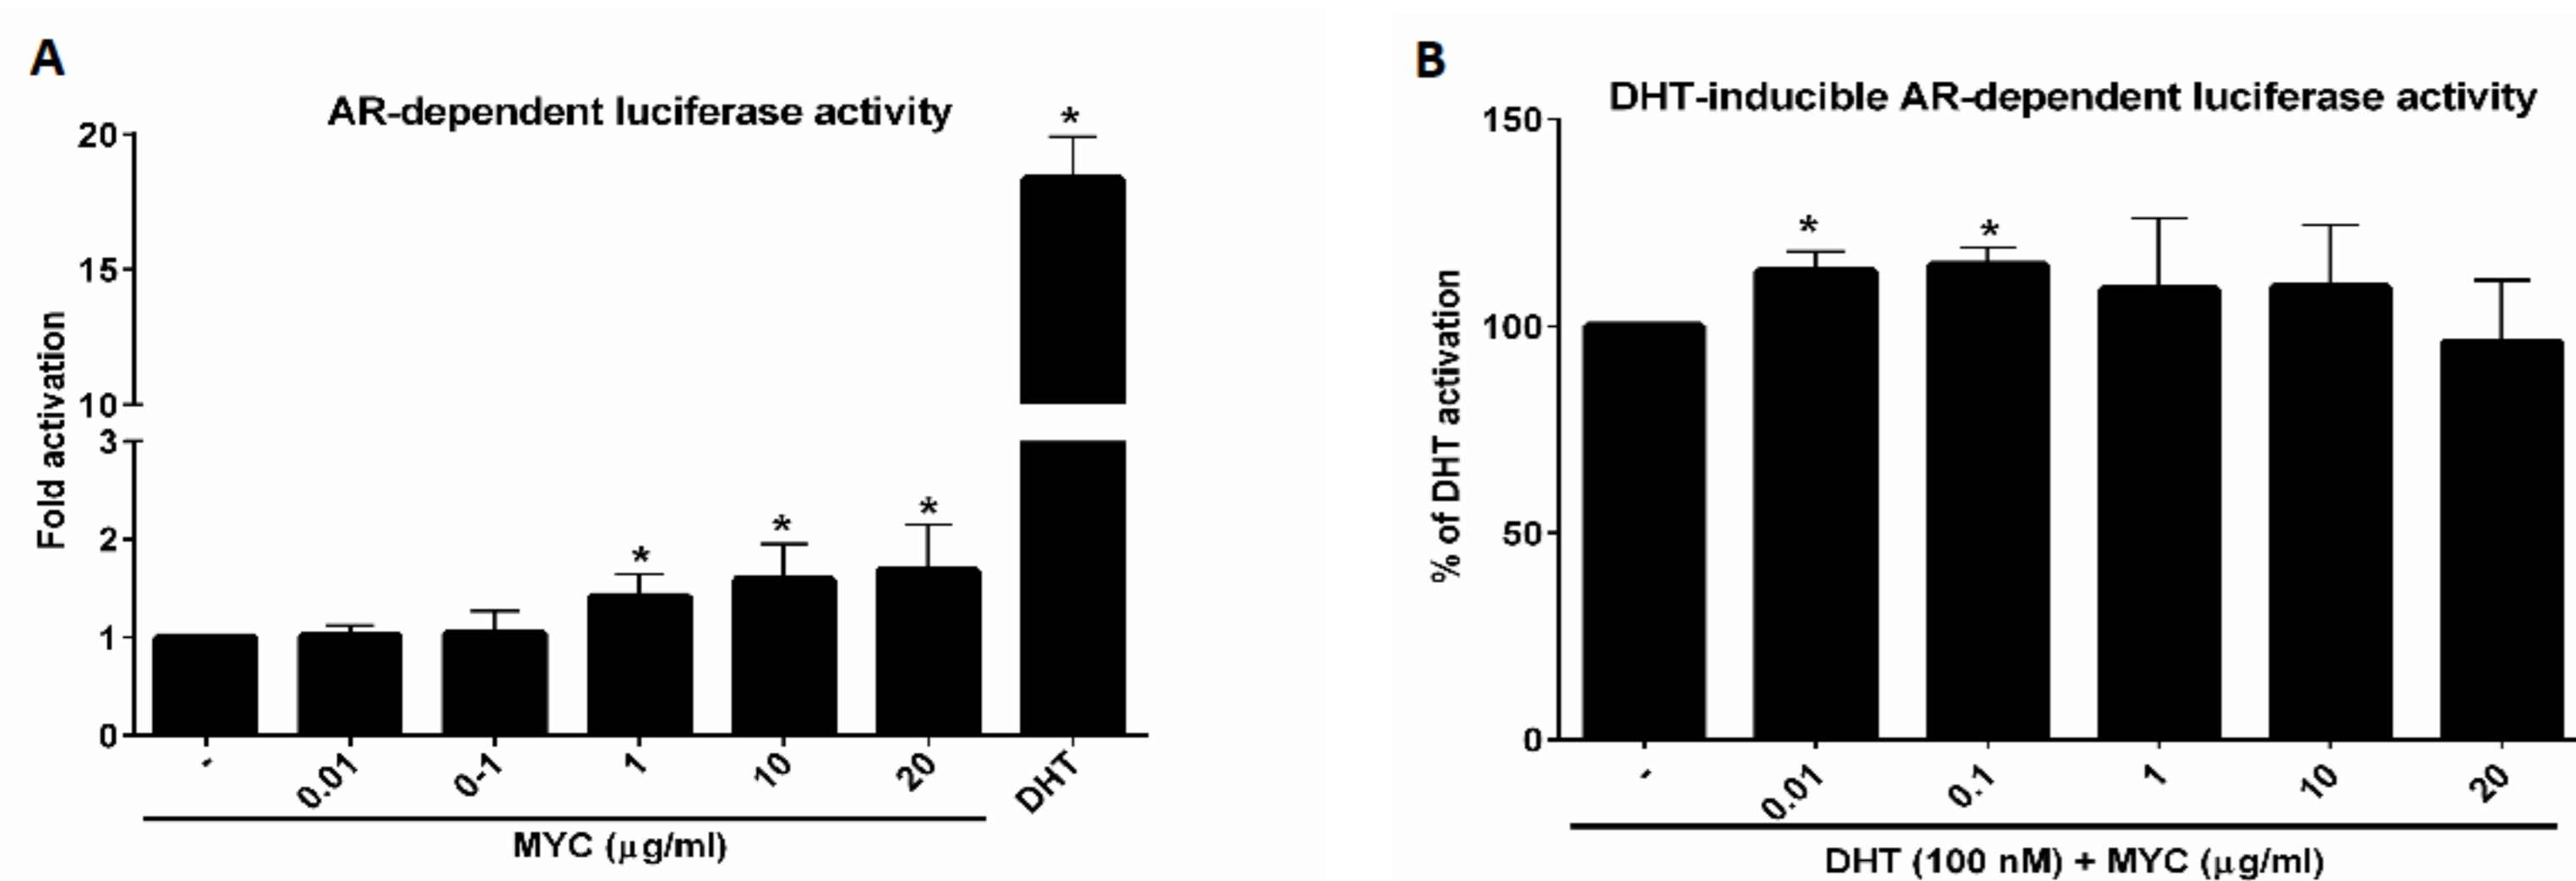 A
AR-dependent luciferase activity
Fold activation
20
15
10
3
2
1
0
*
*
*
*
- 0.01 0-1 1 10 20 DHT
MYC (μg/ml)
B
DHT-inducible AR-dependent luciferase activity
% of DHT activation
150
100
50
0
*
*
- 0.01 0.1 1 10 20
DHT (100 nM) + MYC (μg/ml)